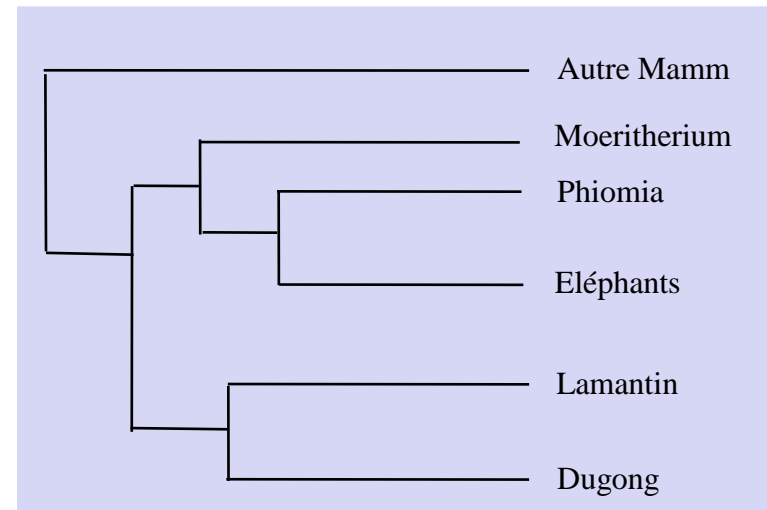 Autre Mamm
Moeritherium
Phiomia
Eléphants
Lamantin
Dugong